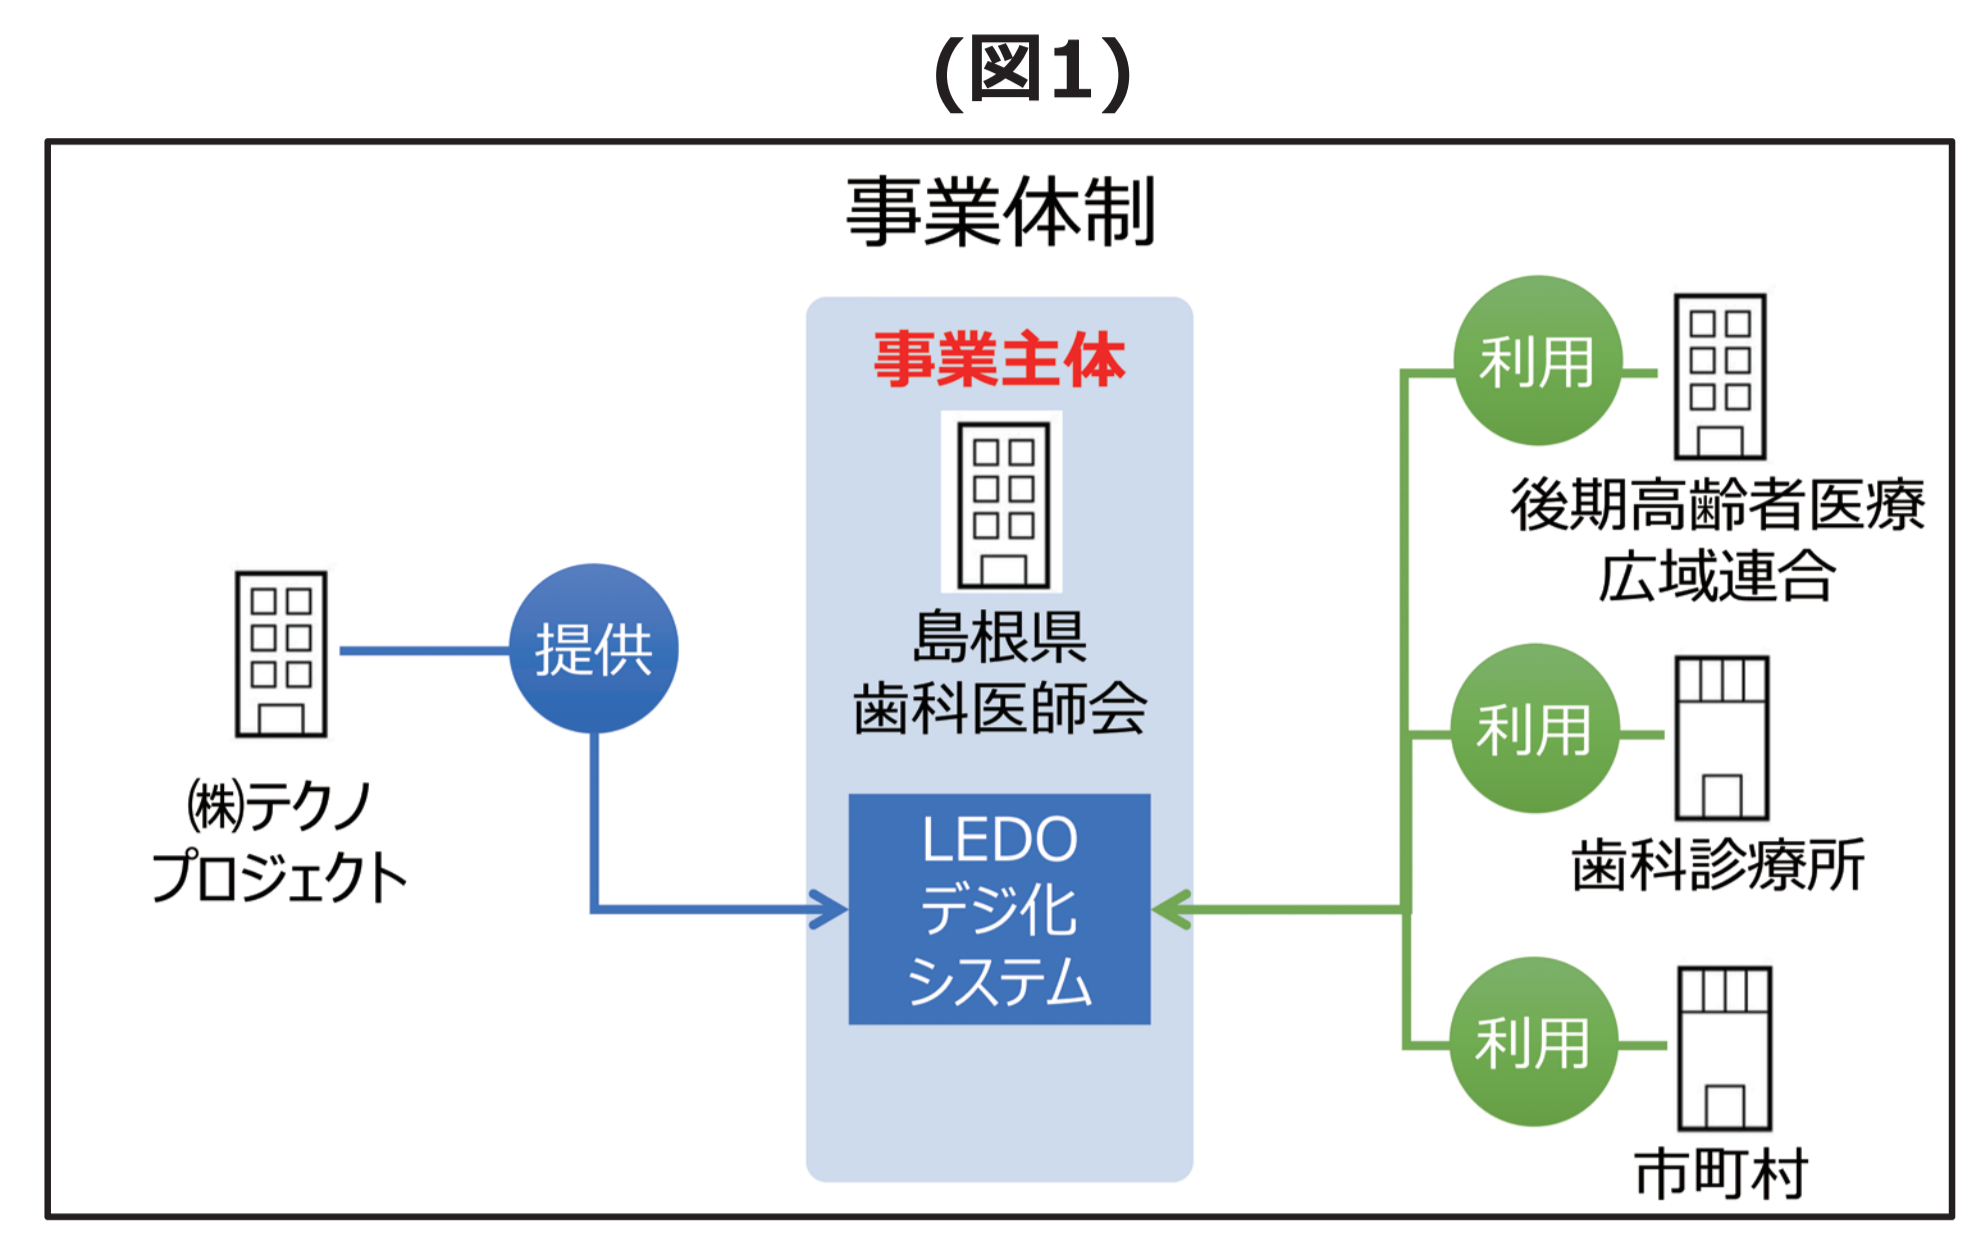 (図1)
事業体制
事業主体
島根県
歯科医師会
LEDO
デジ化
システム
提供
㈱テクノ
プロジェクト
利用
後期高齢者医療
広域連合
利用
歯科診療所
利用
市町村